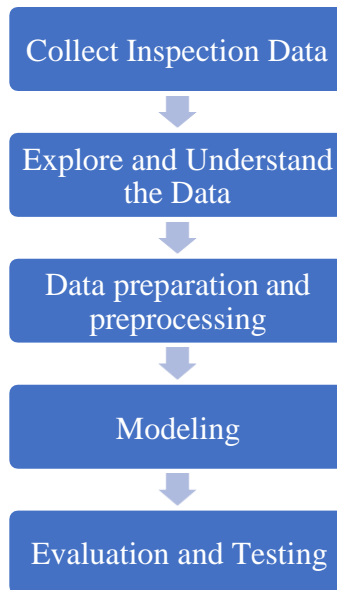 Collect Inspection Data
Explore and Understand
the Data
Data preparation and
preprocessing
Modeling
Evaluation and Testing